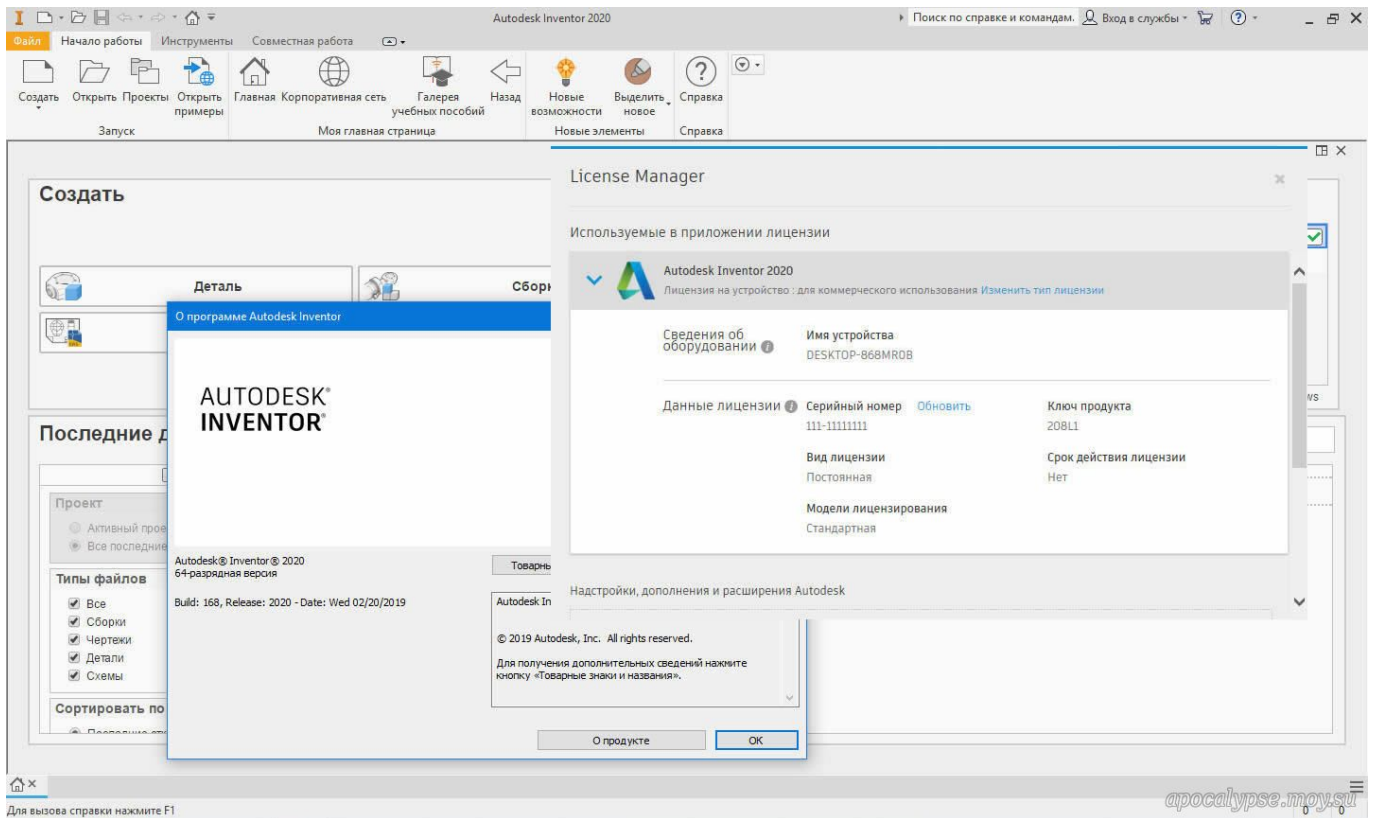 Autodesk Inventor 2020
Поиск по справке и командам.
Вход в службы
Файл
Начало работы
Инструменты
Совместная работа
Создать
Открыть
Проекты
Открыть
примеры
Главная
Корпоративная сеть
Галерея
учебных пособий
Назад
Новые
возможности
Выделить
новое
Справка
Запуск
Моя главная страница
Новые элементы
Справка
Создать
Деталь
License Manager
Используемые в приложении лицензии
Autodesk Inventor 2020
Лицензия на устройство : для коммерческого использования Изменить тип лицензии
Сведения об
оборудовании
Имя устройства
DESKTOP-868MR0B
Данные лицензии
Серийный номер Обновить
111-11111111
Ключ продукта
208L1
Вид лицензии
Постоянная
Срок действия лицензии
Нет
Модели лицензирования
Стандартная
Надстройки, дополнения и расширения Autodesk
О программе Autodesk Inventor
AUTODESK®
INVENTOR®
Autodesk® Inventor® 2020
64-разрядная версия
Build: 168, Release: 2020 - Date: Wed 02/20/2019
© 2019 Autodesk, Inc. All rights reserved.
Для получения дополнительных сведений нажмите
кнопку «Товарные знаки и названия».
О продукте
OK
Последние
Проект
Активный
Все последние
Типы файлов
Все
Сборки
Чертежи
Детали
Схемы
Сортировать по
Для вызова справки нажмите F1
apocalypse.moy.su
0 0